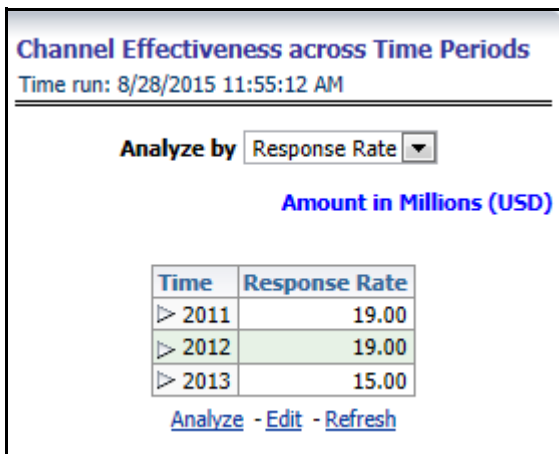 Channel Effectiveness across Time Periods
Time run: 8/28/2015 11:55:12 AM
Analyze by Response Rate
Amount in Millions (USD)
Time Response Rate
2011 19.00
2012 19.00
2013 15.00
Analyze - Edit - Refresh